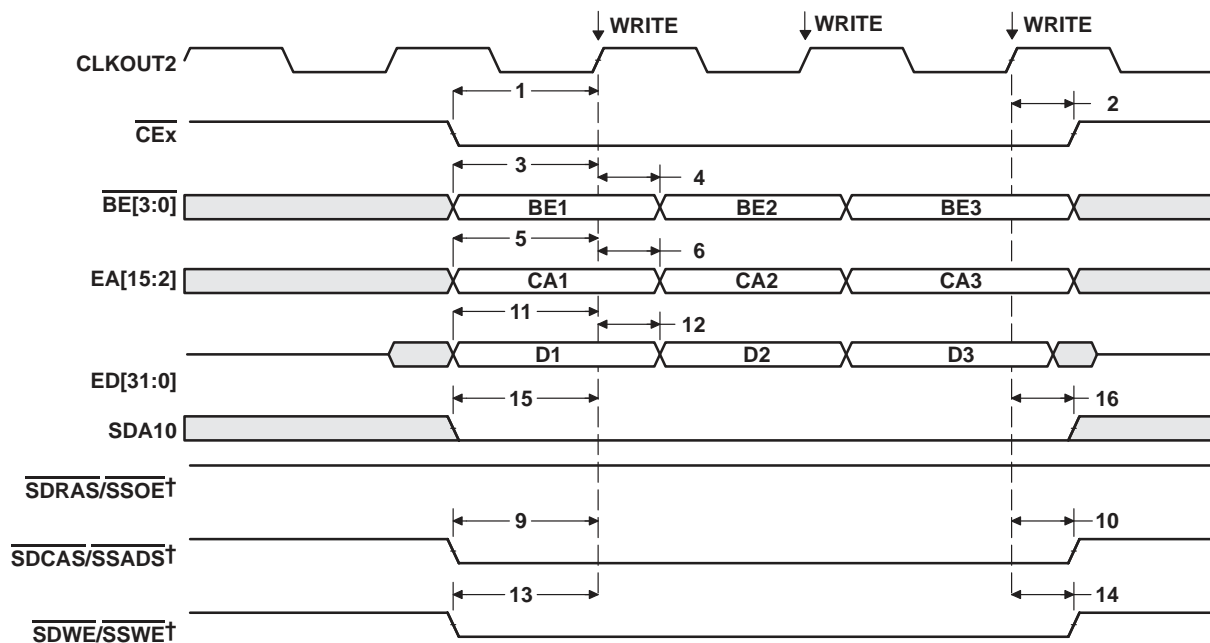 WRITE WRITE WRITE
CLKOUT2
1 2
CEx
3 4
BE[3:0]
BE1 BE2 BE3
5 6
EA[15:2]
CA1 CA2 CA3
11 12
D1 D2 D3
ED[31:0]
15 16
SDA10
SDRAS/SSOE†
9 10
SDCAS/SSADS†
13 14
SDWE/SSWE†